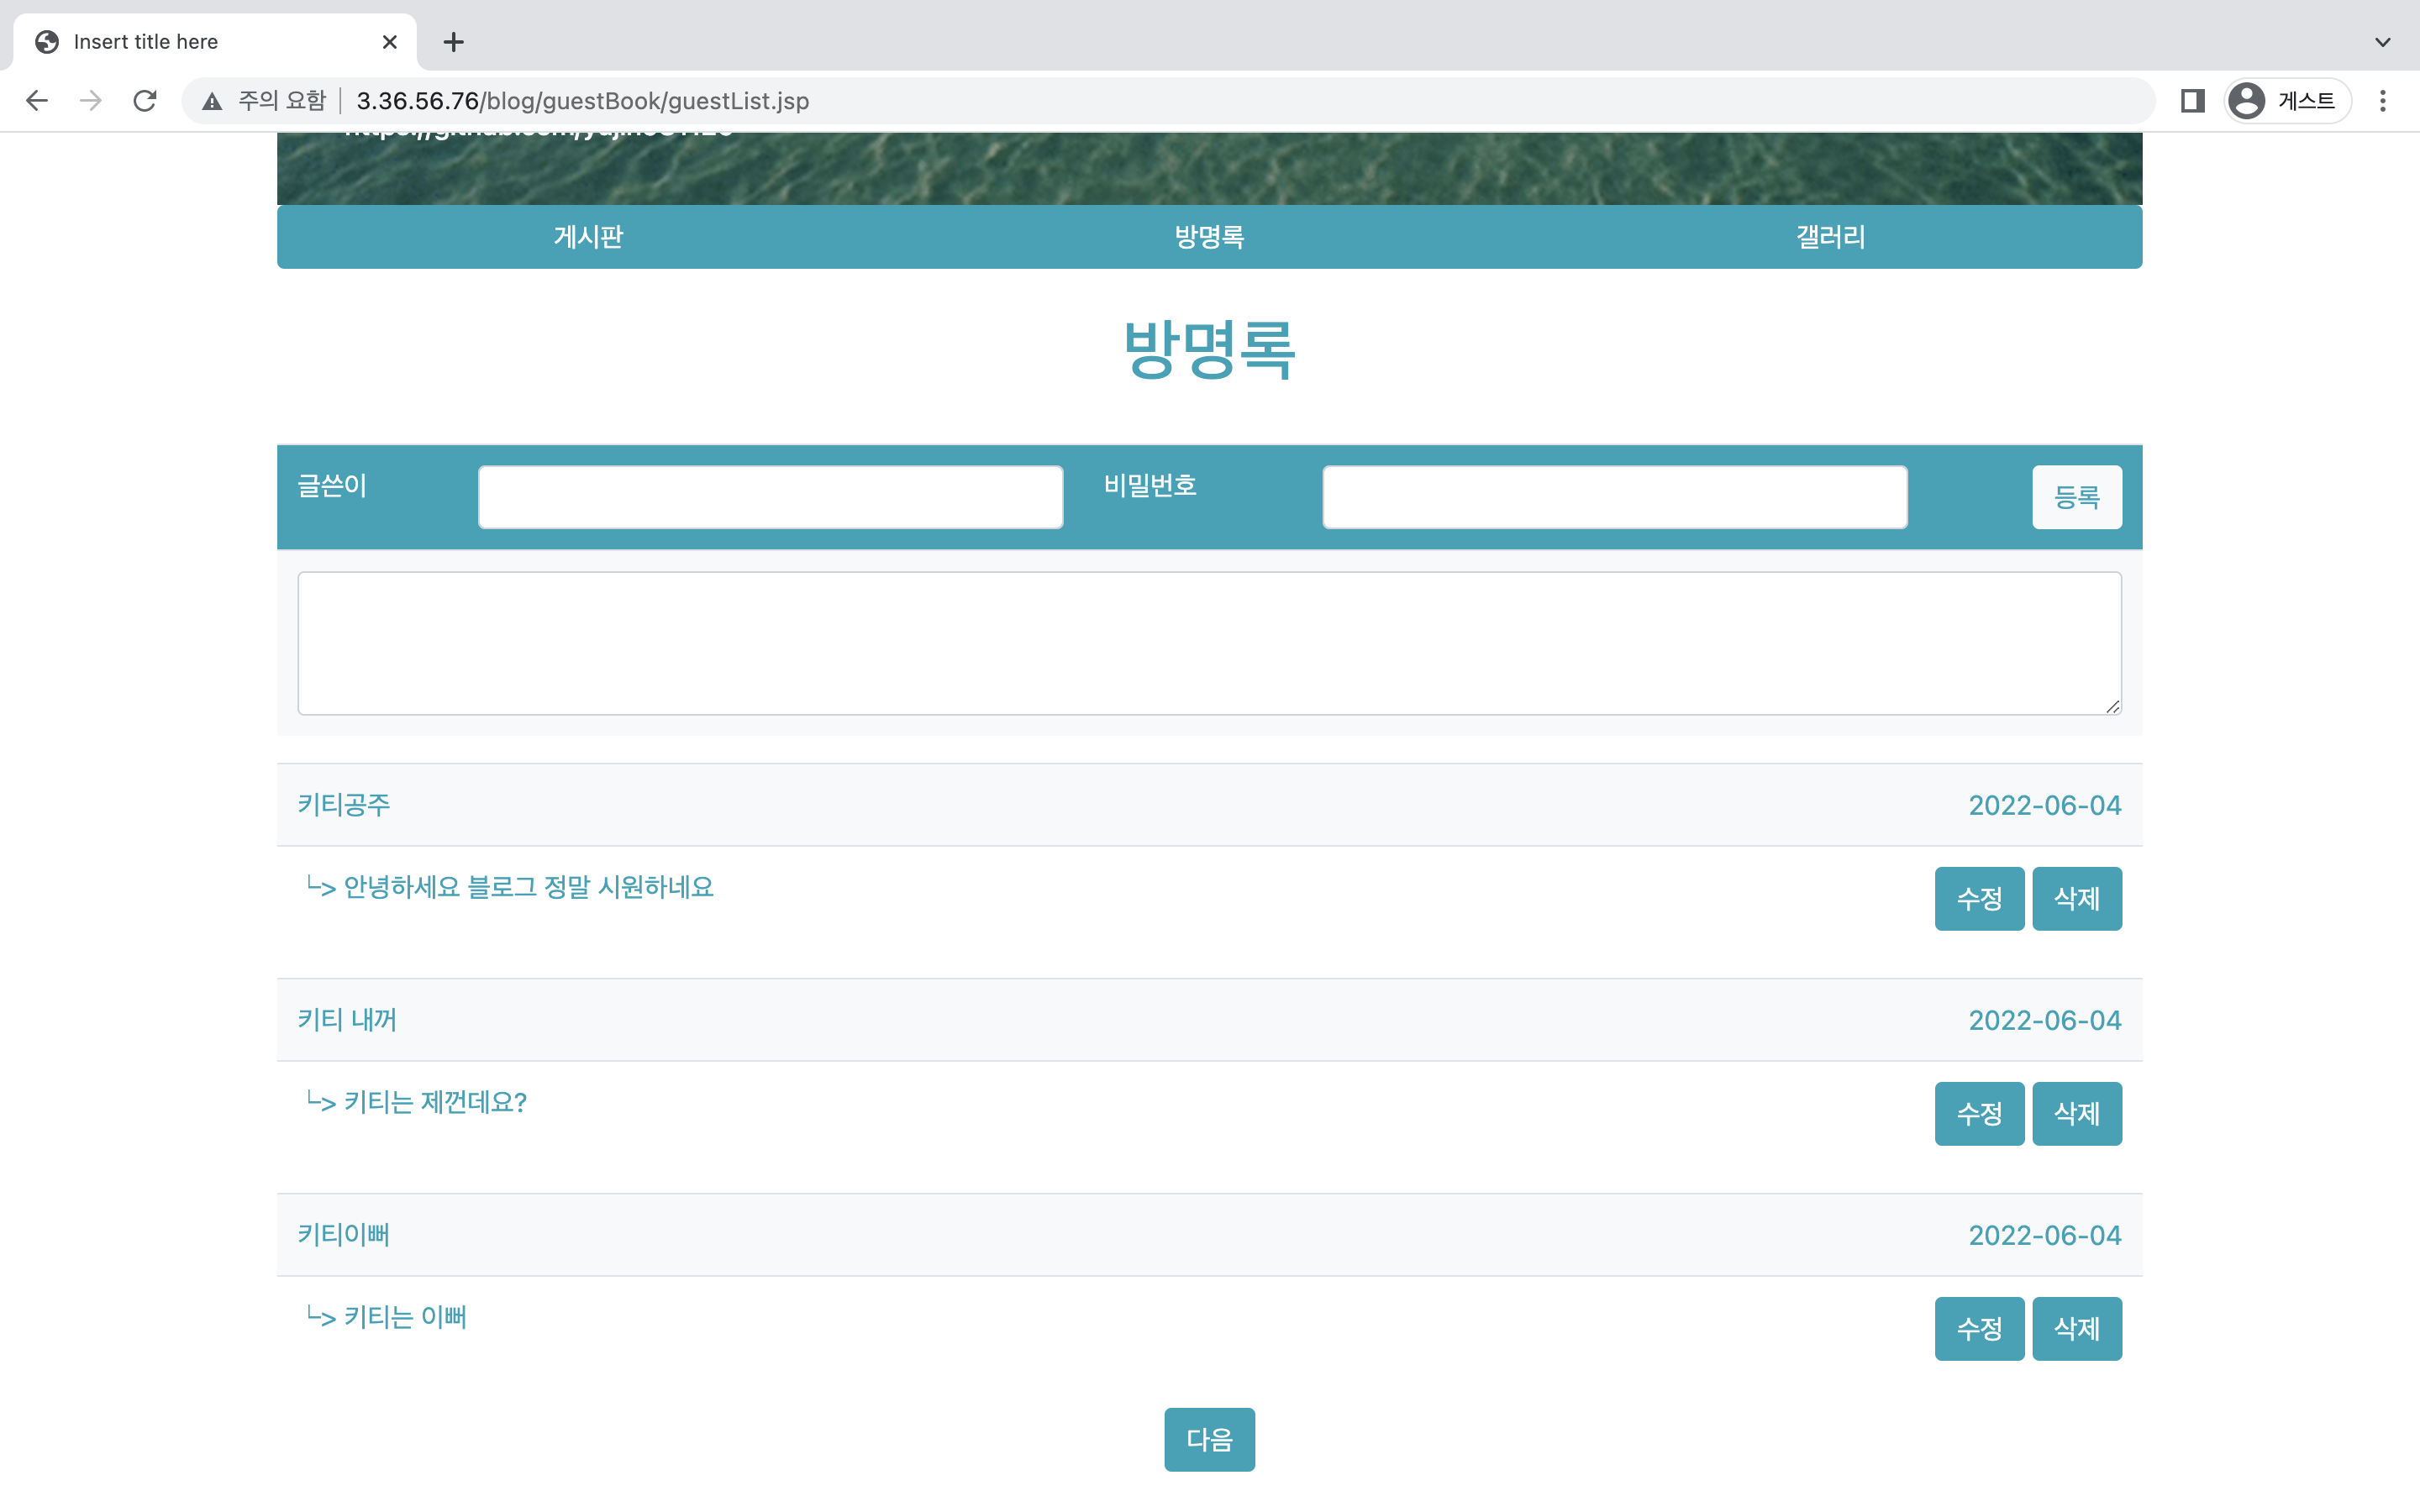 Insert title here
주의 요함 3.36.56.76/blog/guestBook/guestList.jsp 게스트
게시판 방명록 갤러리
방명록
글쓴이 비밀번호 등록
키티공주 2022-06-04
└> 안녕하세요 블로그 정말 시원하네요 수정 삭제
키티 내꺼 2022-06-04
└> 키티는 제껀데요? 수정 삭제
키티이뻐 2022-06-04
└> 키티는 이뻐 수정 삭제
다음